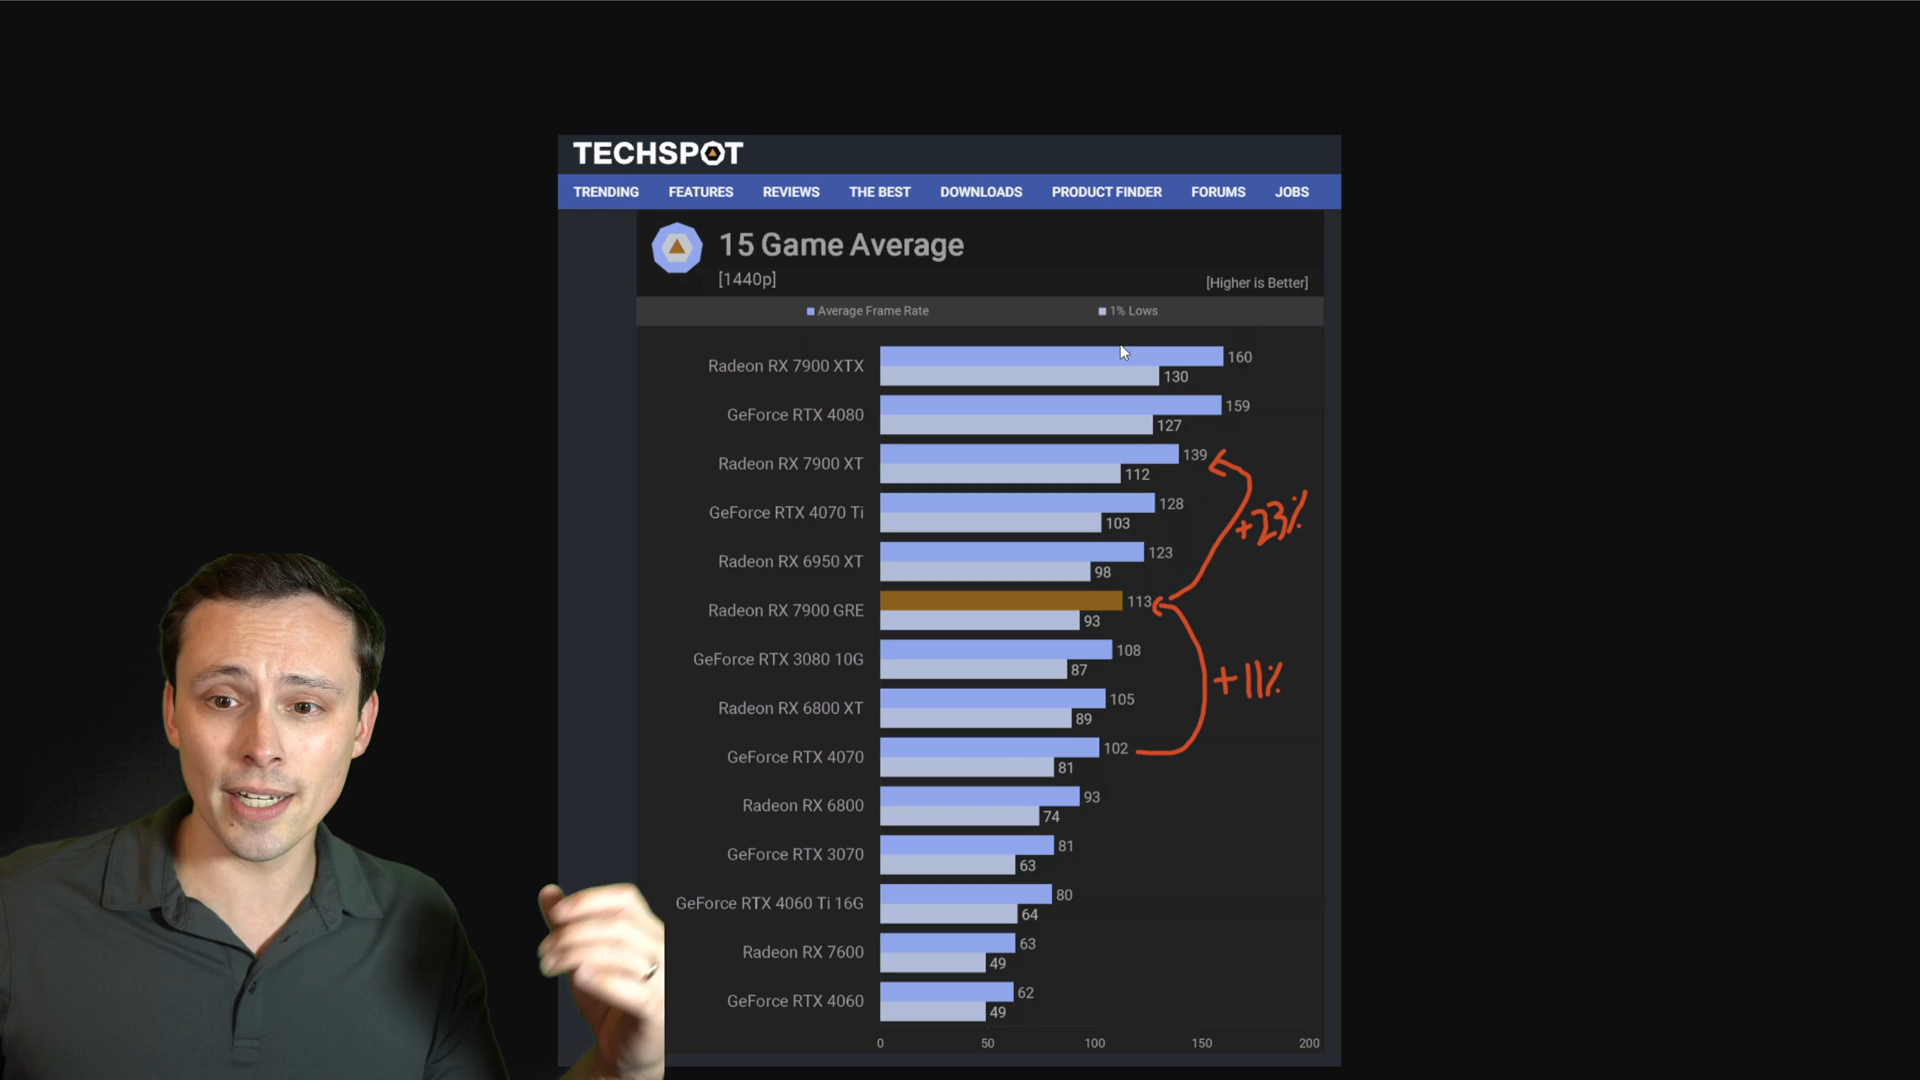 TECHSPOT
TRENDING FEATURES REVIEWS THE BEST DOWNLOADS PRODUCT FINDER FORUMS JOBS
15 Game Average
[1440p]
[Higher is Better]
Average Frame Rate 1% Lows
Radeon RX 7900 XTX 160
130
GeForce RTX 4080 159
127
Radeon RX 7900 XT 139
112
GeForce RTX 4070 Ti 128
103
+23%
Radeon RX 6950 XT 123
98
Radeon RX 7900 GRE 113
93
GeForce RTX 3080 10G 108
87
+11%
Radeon RX 6800 XT 105
89
GeForce RTX 4070 102
81
Radeon RX 6800 93
74
GeForce RTX 3070 81
63
GeForce RTX 4060 Ti 16G 80
64
Radeon RX 7600 63
49
GeForce RTX 4060 62
49
0 50 100 150 200